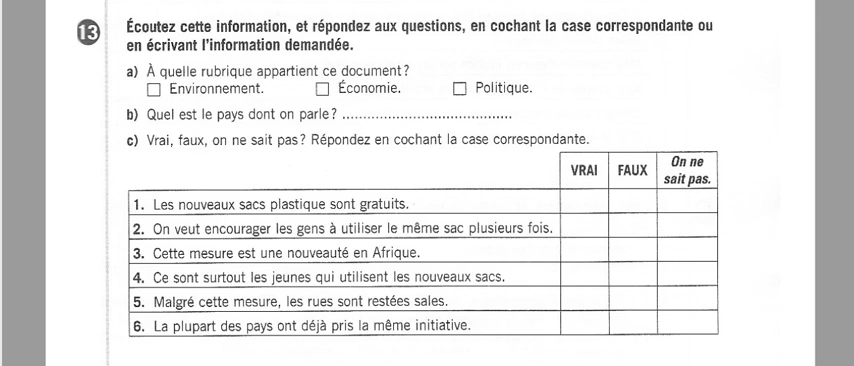 13
Écoutez cette information, et répondez aux questions, en cochant la case correspondante ou
en écrivant l'information demandée.
a) À quelle rubrique appartient ce document?
Environnement. Économie. Politique.
b) Quel est le pays dont on parle? ........................................
c) Vrai, faux, on ne sait pas? Répondez en cochant la case correspondante.
VRAI FAUX On ne
sait pas.
1. Les nouveaux sacs plastique sont gratuits.
2. On veut encourager les gens à utiliser le même sac plusieurs fois.
3. Cette mesure est une nouveauté en Afrique.
4. Ce sont surtout les jeunes qui utilisent les nouveaux sacs.
5. Malgré cette mesure, les rues sont restées sales.
6. La plupart des pays ont déjà pris la même initiative.